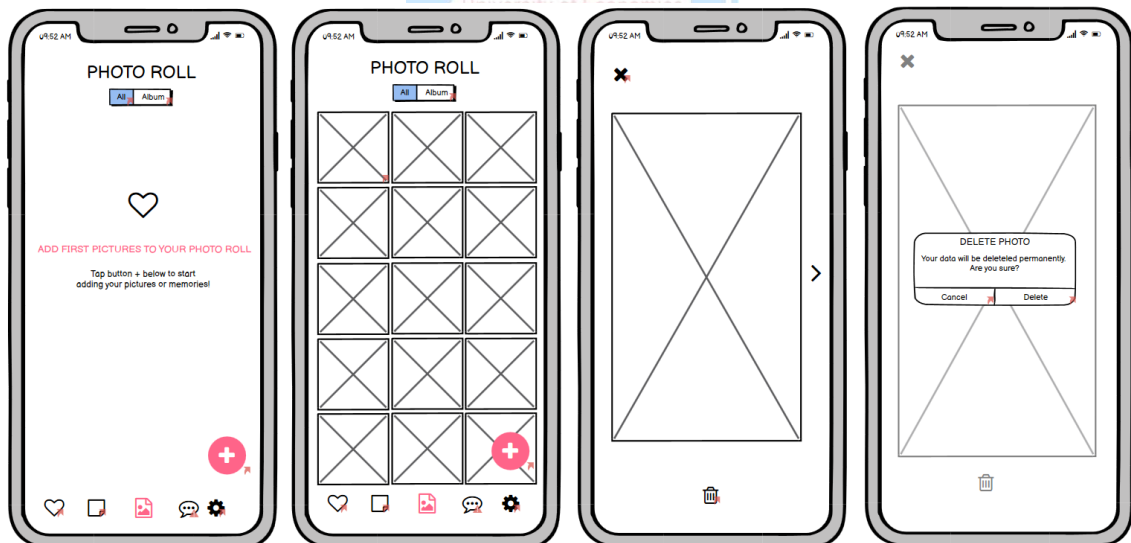 09:52 AM
PHOTO ROLL
All Album
ADD FIRST PICTURES TO YOUR PHOTO ROLL
Tap button + below to start
adding your pictures or memories!
09:52 AM
PHOTO ROLL
All Album
09:52 AM
09:52 AM
DELETE PHOTO
Your data will be deleteled permanently.
Are you sure?
Cancel Delete